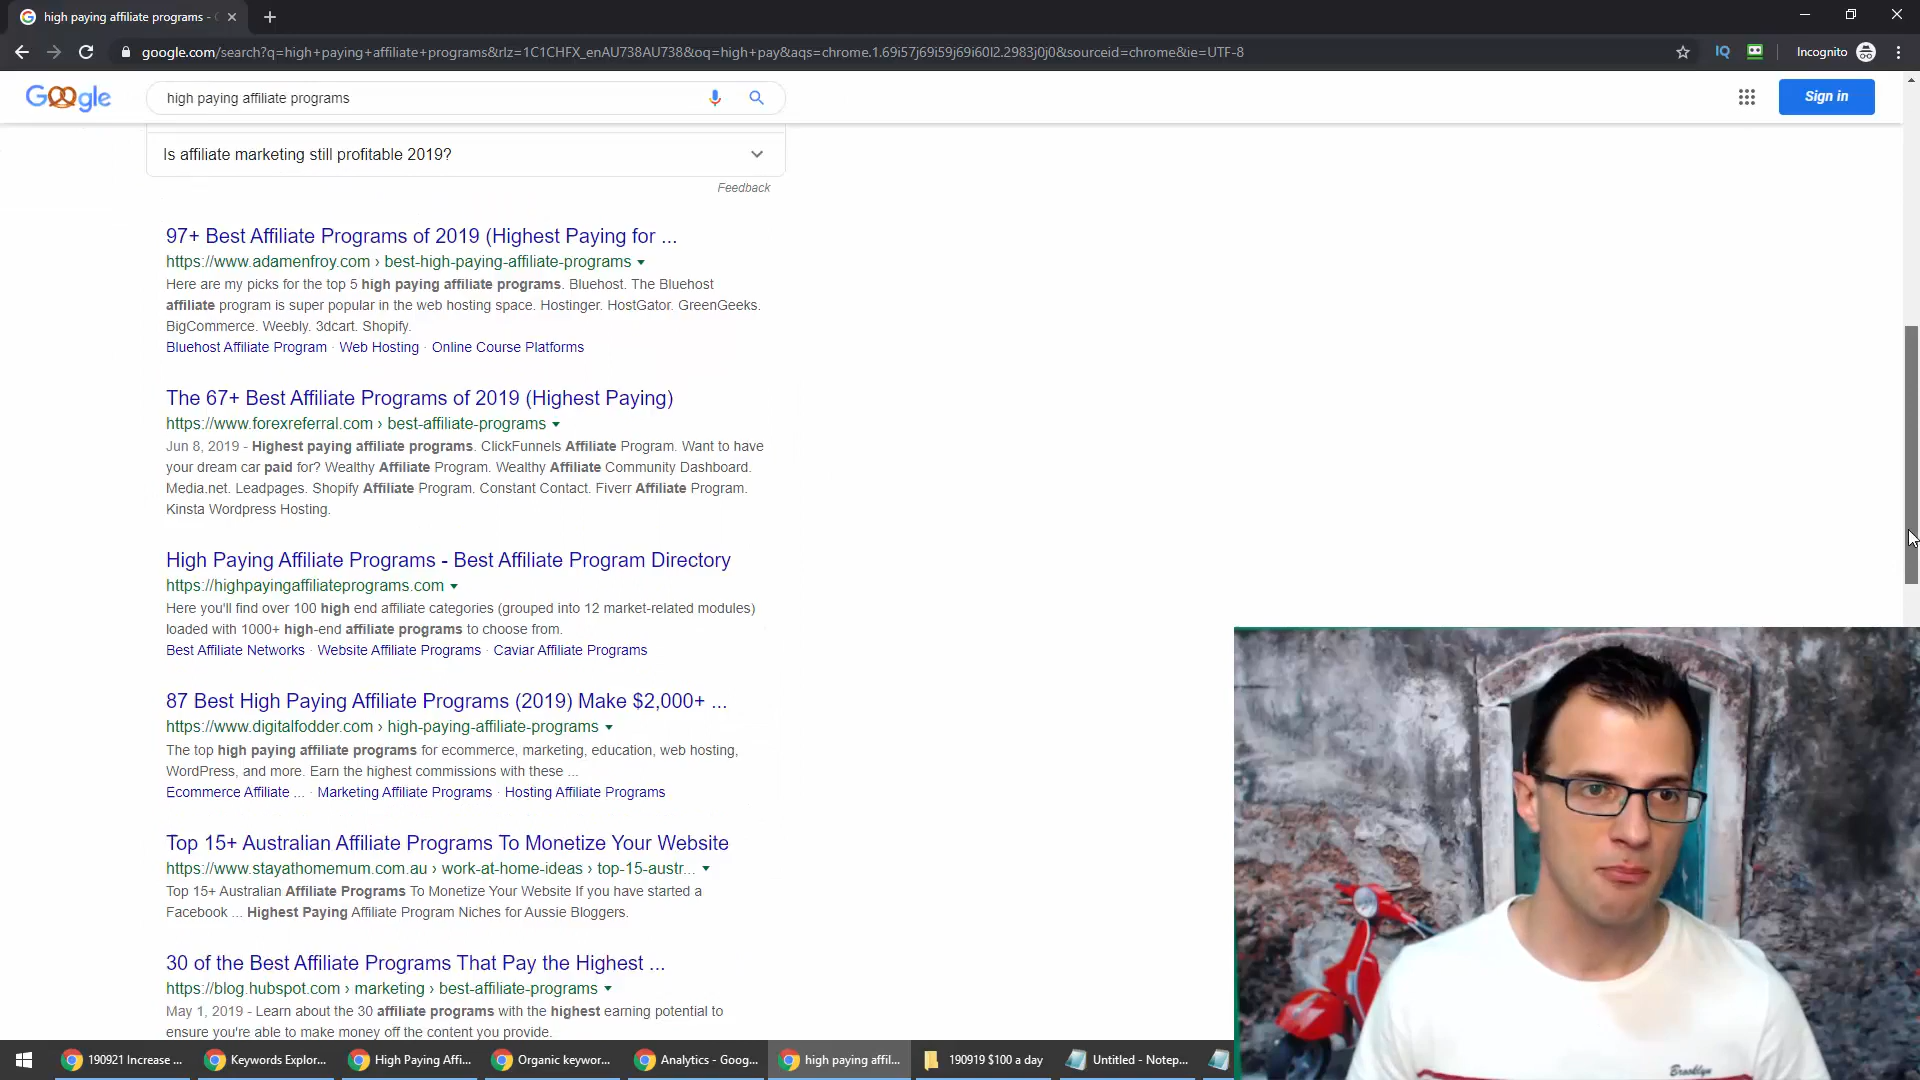 high paying affiliate programs - G
google.com/search?q=high+paying+affiliate+programs&rlz=1C1CHFX_enAU738AU738&oq=high+pay&aqs=chrome.1.69i57j69i59j69i60l2.2983j0j0&sourceid=chrome&ie=UTF-8
IQ
Incognito
Google
high paying affiliate programs
Sign in
Is affiliate marketing still profitable 2019?
Feedback
97+ Best Affiliate Programs of 2019 (Highest Paying for ...
https://www.adamenfroy.com › best-high-paying-affiliate-programs
Here are my picks for the top 5 high paying affiliate programs. Bluehost. The Bluehost
affiliate program is super popular in the web hosting space. Hostinger. HostGator. GreenGeeks.
BigCommerce. Weebly. 3dcart. Shopify.
Bluehost Affiliate Program · Web Hosting · Online Course Platforms
The 67+ Best Affiliate Programs of 2019 (Highest Paying)
https://www.forexreferral.com › best-affiliate-programs
Jun 8, 2019 - Highest paying affiliate programs. ClickFunnels Affiliate Program. Want to have
your dream car paid for? Wealthy Affiliate Program. Wealthy Affiliate Community Dashboard.
Media.net. Leadpages. Shopify Affiliate Program. Constant Contact. Fiverr Affiliate Program.
Kinsta Wordpress Hosting.
High Paying Affiliate Programs - Best Affiliate Program Directory
https://highpayingaffiliateprograms.com
Here you'll find over 100 high end affiliate categories (grouped into 12 market-related modules)
loaded with 1000+ high-end affiliate programs to choose from.
Best Affiliate Networks · Website Affiliate Programs · Caviar Affiliate Programs
87 Best High Paying Affiliate Programs (2019) Make $2,000+ ...
https://www.digitalfodder.com › high-paying-affiliate-programs
The top high paying affiliate programs for ecommerce, marketing, education, web hosting,
WordPress, and more. Earn the highest commissions with these ...
Ecommerce Affiliate ... · Marketing Affiliate Programs · Hosting Affiliate Programs
Top 15+ Australian Affiliate Programs To Monetize Your Website
https://www.stayathomemum.com.au › work-at-home-ideas › top-15-austr...
Top 15+ Australian Affiliate Programs To Monetize Your Website If you have started a
Facebook ... Highest Paying Affiliate Program Niches for Aussie Bloggers.
30 of the Best Affiliate Programs That Pay the Highest ...
https://blog.hubspot.com › marketing › best-affiliate-programs
May 1, 2019 - Learn about the 30 affiliate programs with the highest earning potential to
ensure you're able to make money off the content you provide.
190921 Increase ...
Keywords Explor...
High Paying Affi...
Organic keywor...
Analytics - Goog...
high paying affil...
190919 $100 a day
Untitled - Notep...
Brooklyn